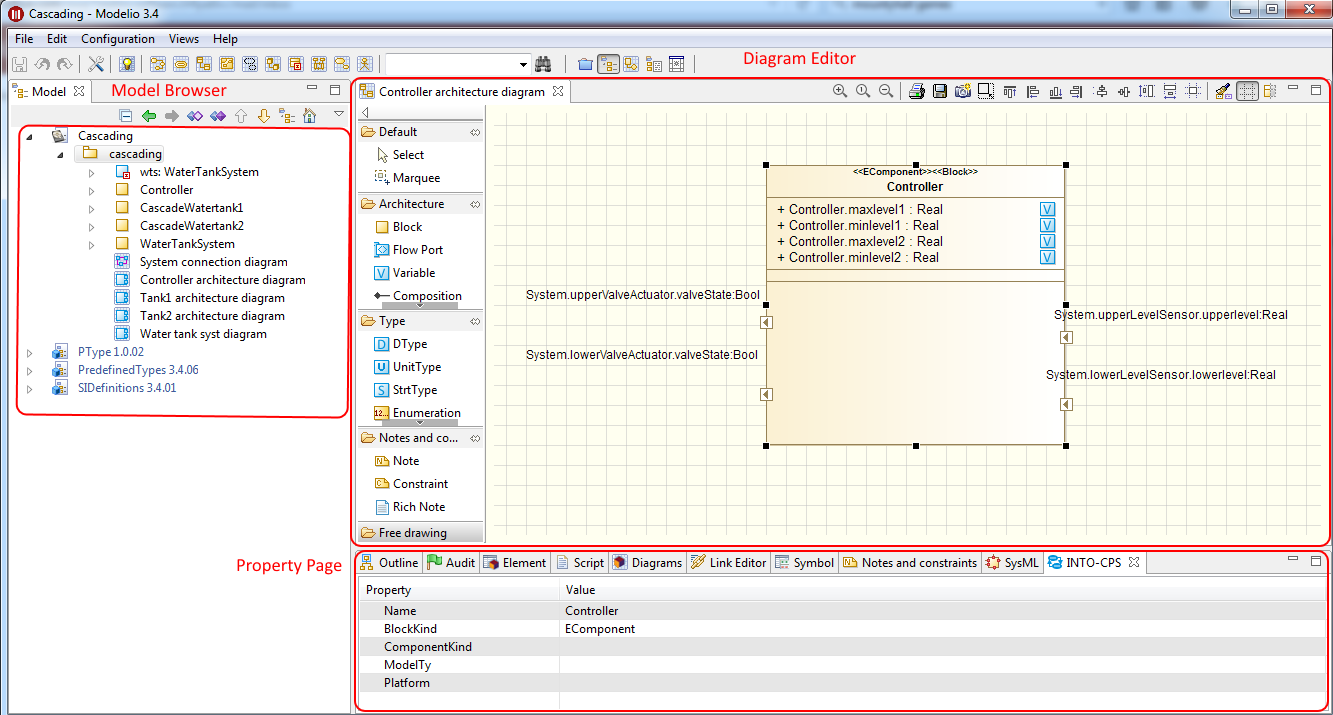 Cascading - Modelio 3.4
File Edit Configuration Views Help
Diagram Editor
Model
Model Browser
Cascading
cascading
wts: WaterTankSystem
Controller
CascadeWatertank1
CascadeWatertank2
WaterTankSystem
System connection diagram
Controller architecture diagram
Tank1 architecture diagram
Tank2 architecture diagram
Water tank syst diagram
PType 1.0.02
PredefinedTypes 3.4.06
SIDefinitions 3.4.01
Controller architecture diagram
Default
Select
Marquee
Architecture
Block
Flow Port
V Variable
Composition
Type
D DType
U UnitType
S StrtType
12... Enumeration
Notes and co...
N Note
C Constraint
Rich Note
Free drawing
<<EComponent>><<Block>>
Controller
+ Controller.maxlevel1 : Real V
+ Controller.minlevel1 : Real V
+ Controller.maxlevel2 : Real V
+ Controller.minlevel2 : Real V
System.upperValveActuator.valveState:Bool
System.upperLevelSensor.upperlevel:Real
System.lowerValveActuator.valveState:Bool
System.lowerLevelSensor.lowerlevel:Real
Property Page
Outline Audit Element Script Diagrams Link Editor Symbol Notes and constraints SysML INTO-CPS
Property Value
Name Controller
BlockKind EComponent
ComponentKind
ModelTy
Platform